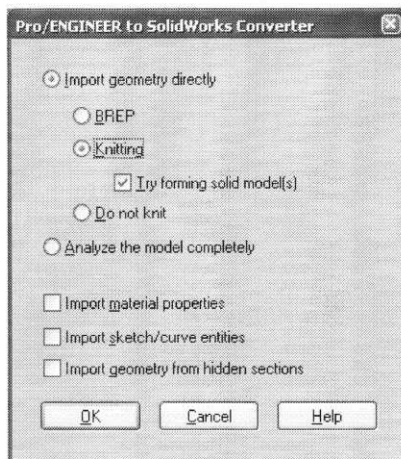 Pro/ENGINEER to SolidWorks Converter
Import geometry directly
BREP
Knitting
Try forming solid model(s)
Do not knit
Analyze the model completely
Import material properties
Import sketch/curve entities
Import geometry from hidden sections
OK Cancel Help